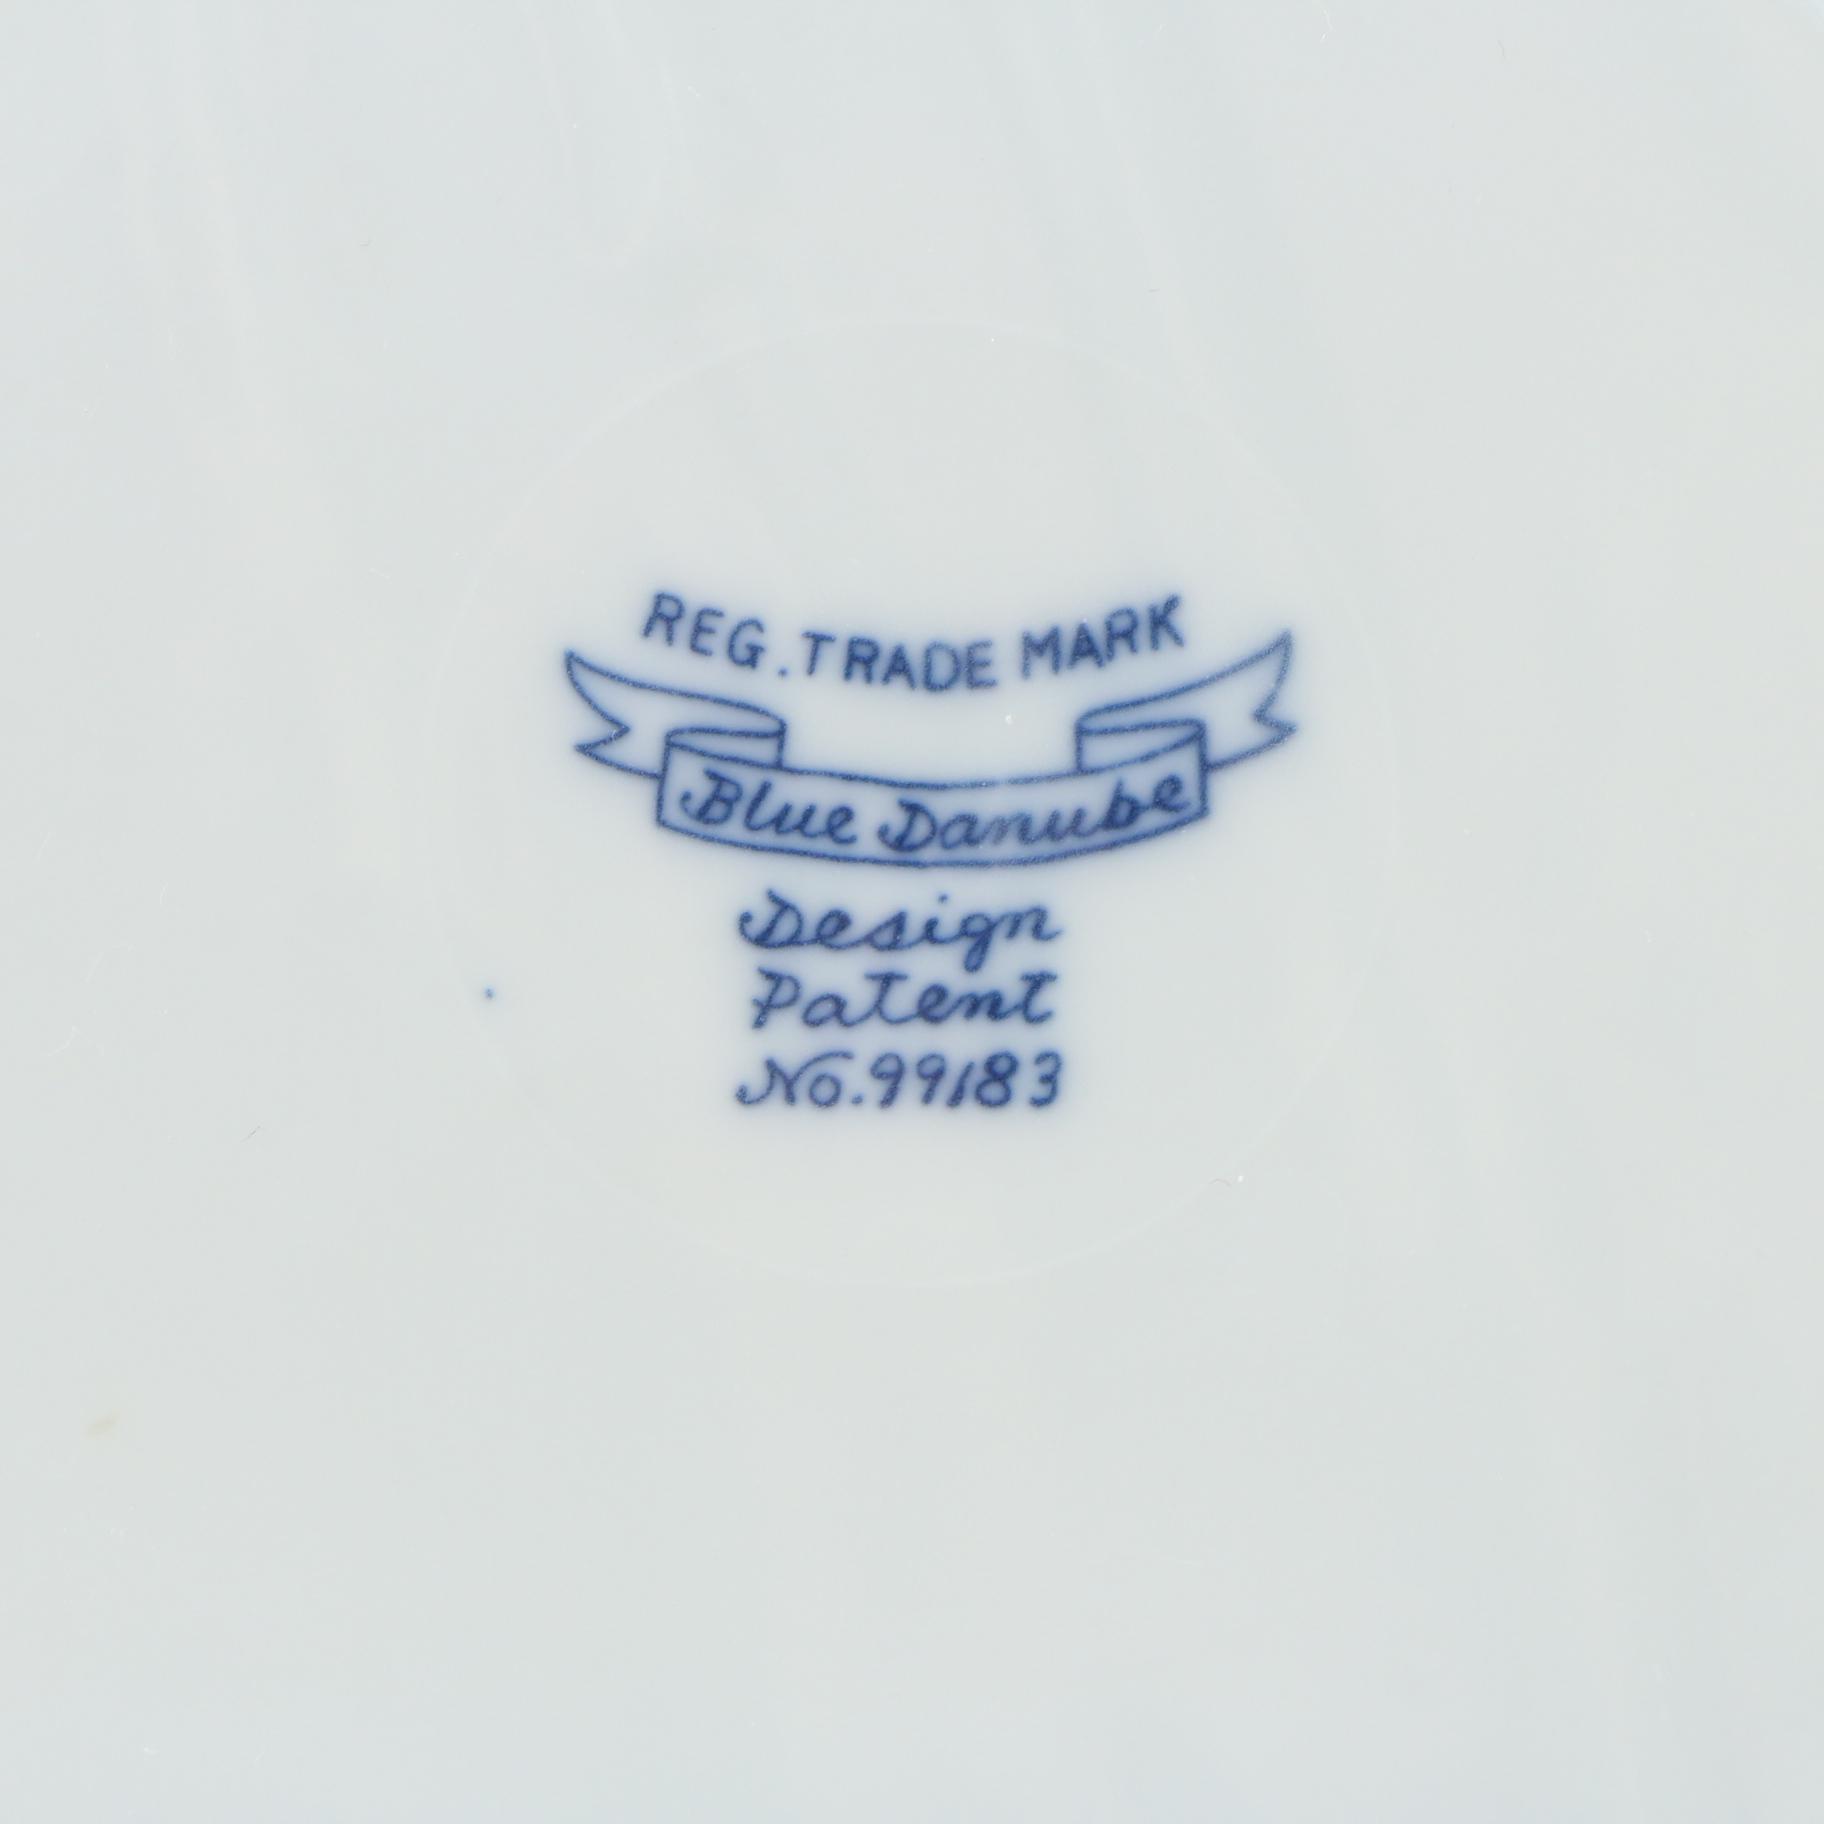 REG. TRADE MARK
Blue Danube
Design
Patent
No. 99183